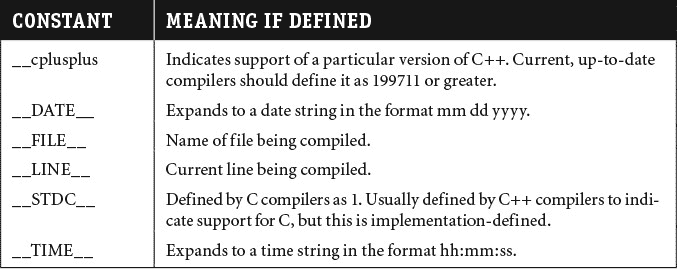 CONSTANT MEANING IF DEFINED
__cplusplus Indicates support of a particular version of C++. Current, up-to-date
compilers should define it as 199711 or greater.
__DATE__ Expands to a date string in the format mm dd yyyy.
__FILE__ Name of file being compiled.
__LINE__ Current line being compiled.
__STDC__ Defined by C compilers as 1. Usually defined by C++ compilers to indi-
cate support for C, but this is implementation-defined.
__TIME__ Expands to a time string in the format hh:mm:ss.